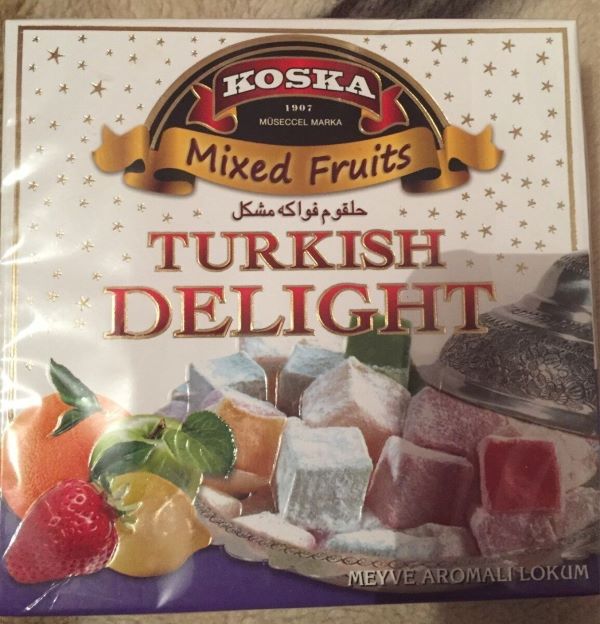 KOSKA
1907
MÜSECCEL MARKA
Mixed Fruits
حلقوم فواكه مشكل
TURKISH
DELIGHT
MEYVE AROMALI LOKUM